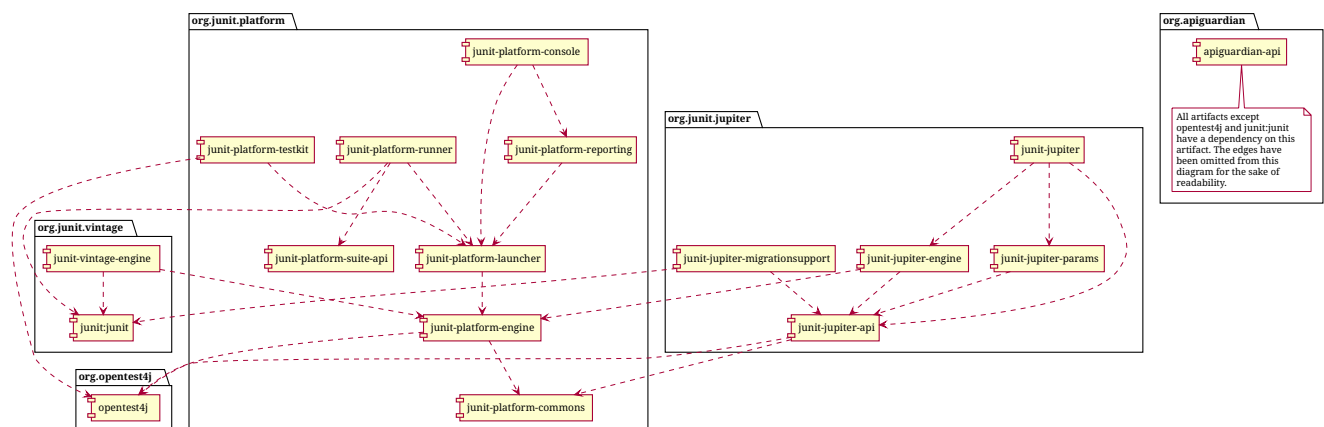 org.junit.platform
org.apiguardian
junit-platform-console
apiguardian-api
All artifacts except
opentest4j and junit:junit
have a dependency on this
artifact. The edges have
been omitted from this
diagram for the sake of
readability.
org.junit.jupiter
junit-platform-testkit
junit-platform-runner
junit-platform-reporting
junit-jupiter
org.junit.vintage
junit-vintage-engine
junit-platform-suite-api
junit-platform-launcher
junit-jupiter-migrationsupport
junit-jupiter-engine
junit-jupiter-params
junit:junit
junit-platform-engine
junit-jupiter-api
org.opentest4j
opentest4j
junit-platform-commons